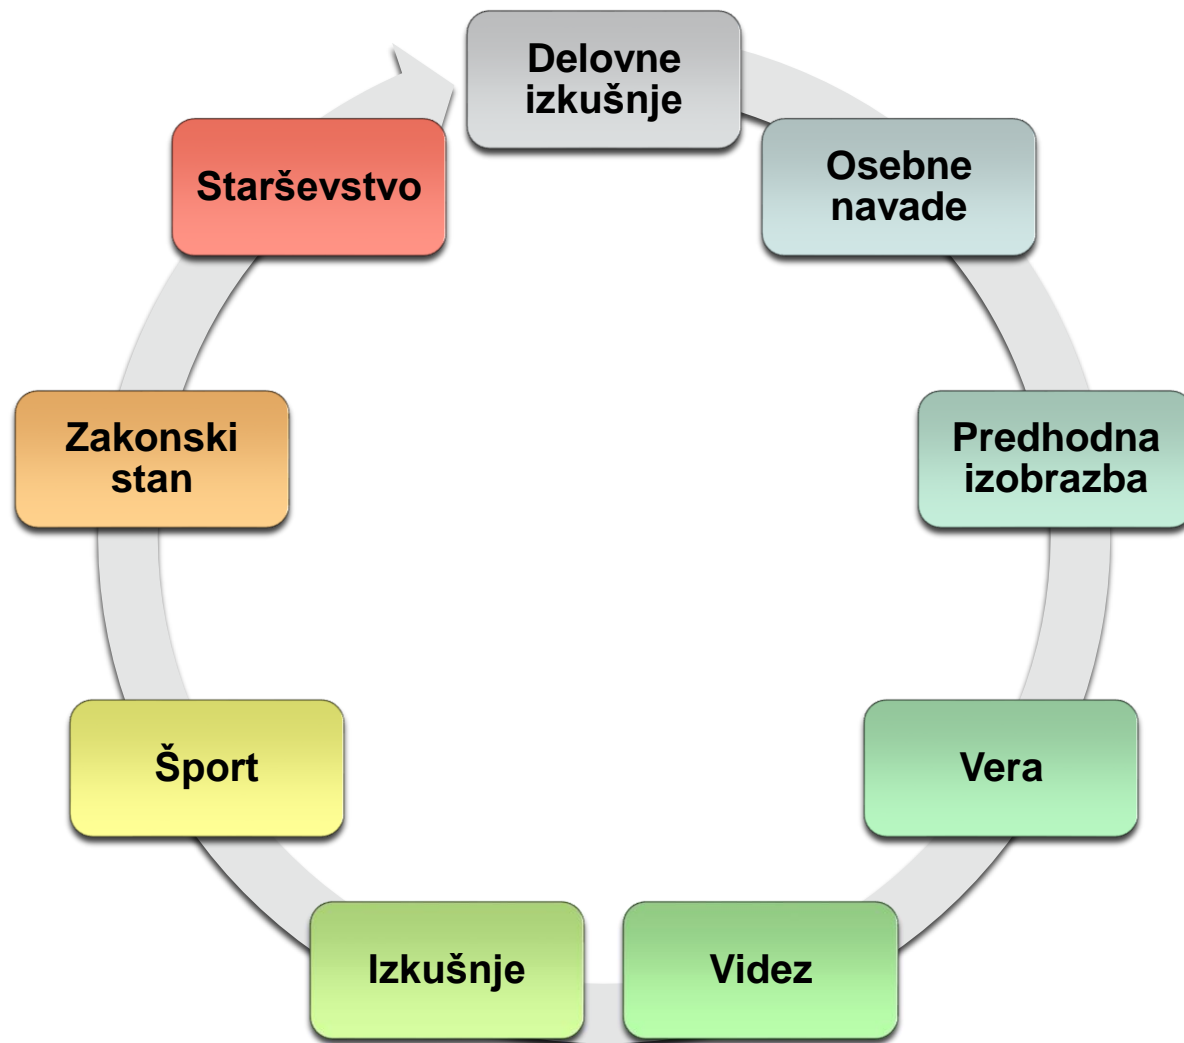 Delovne
izkušnje
Osebne
navade
Predhodna
izobrazba
Vera
Videz
Izkušnje
Šport
Zakonski
stan
Starševstvo